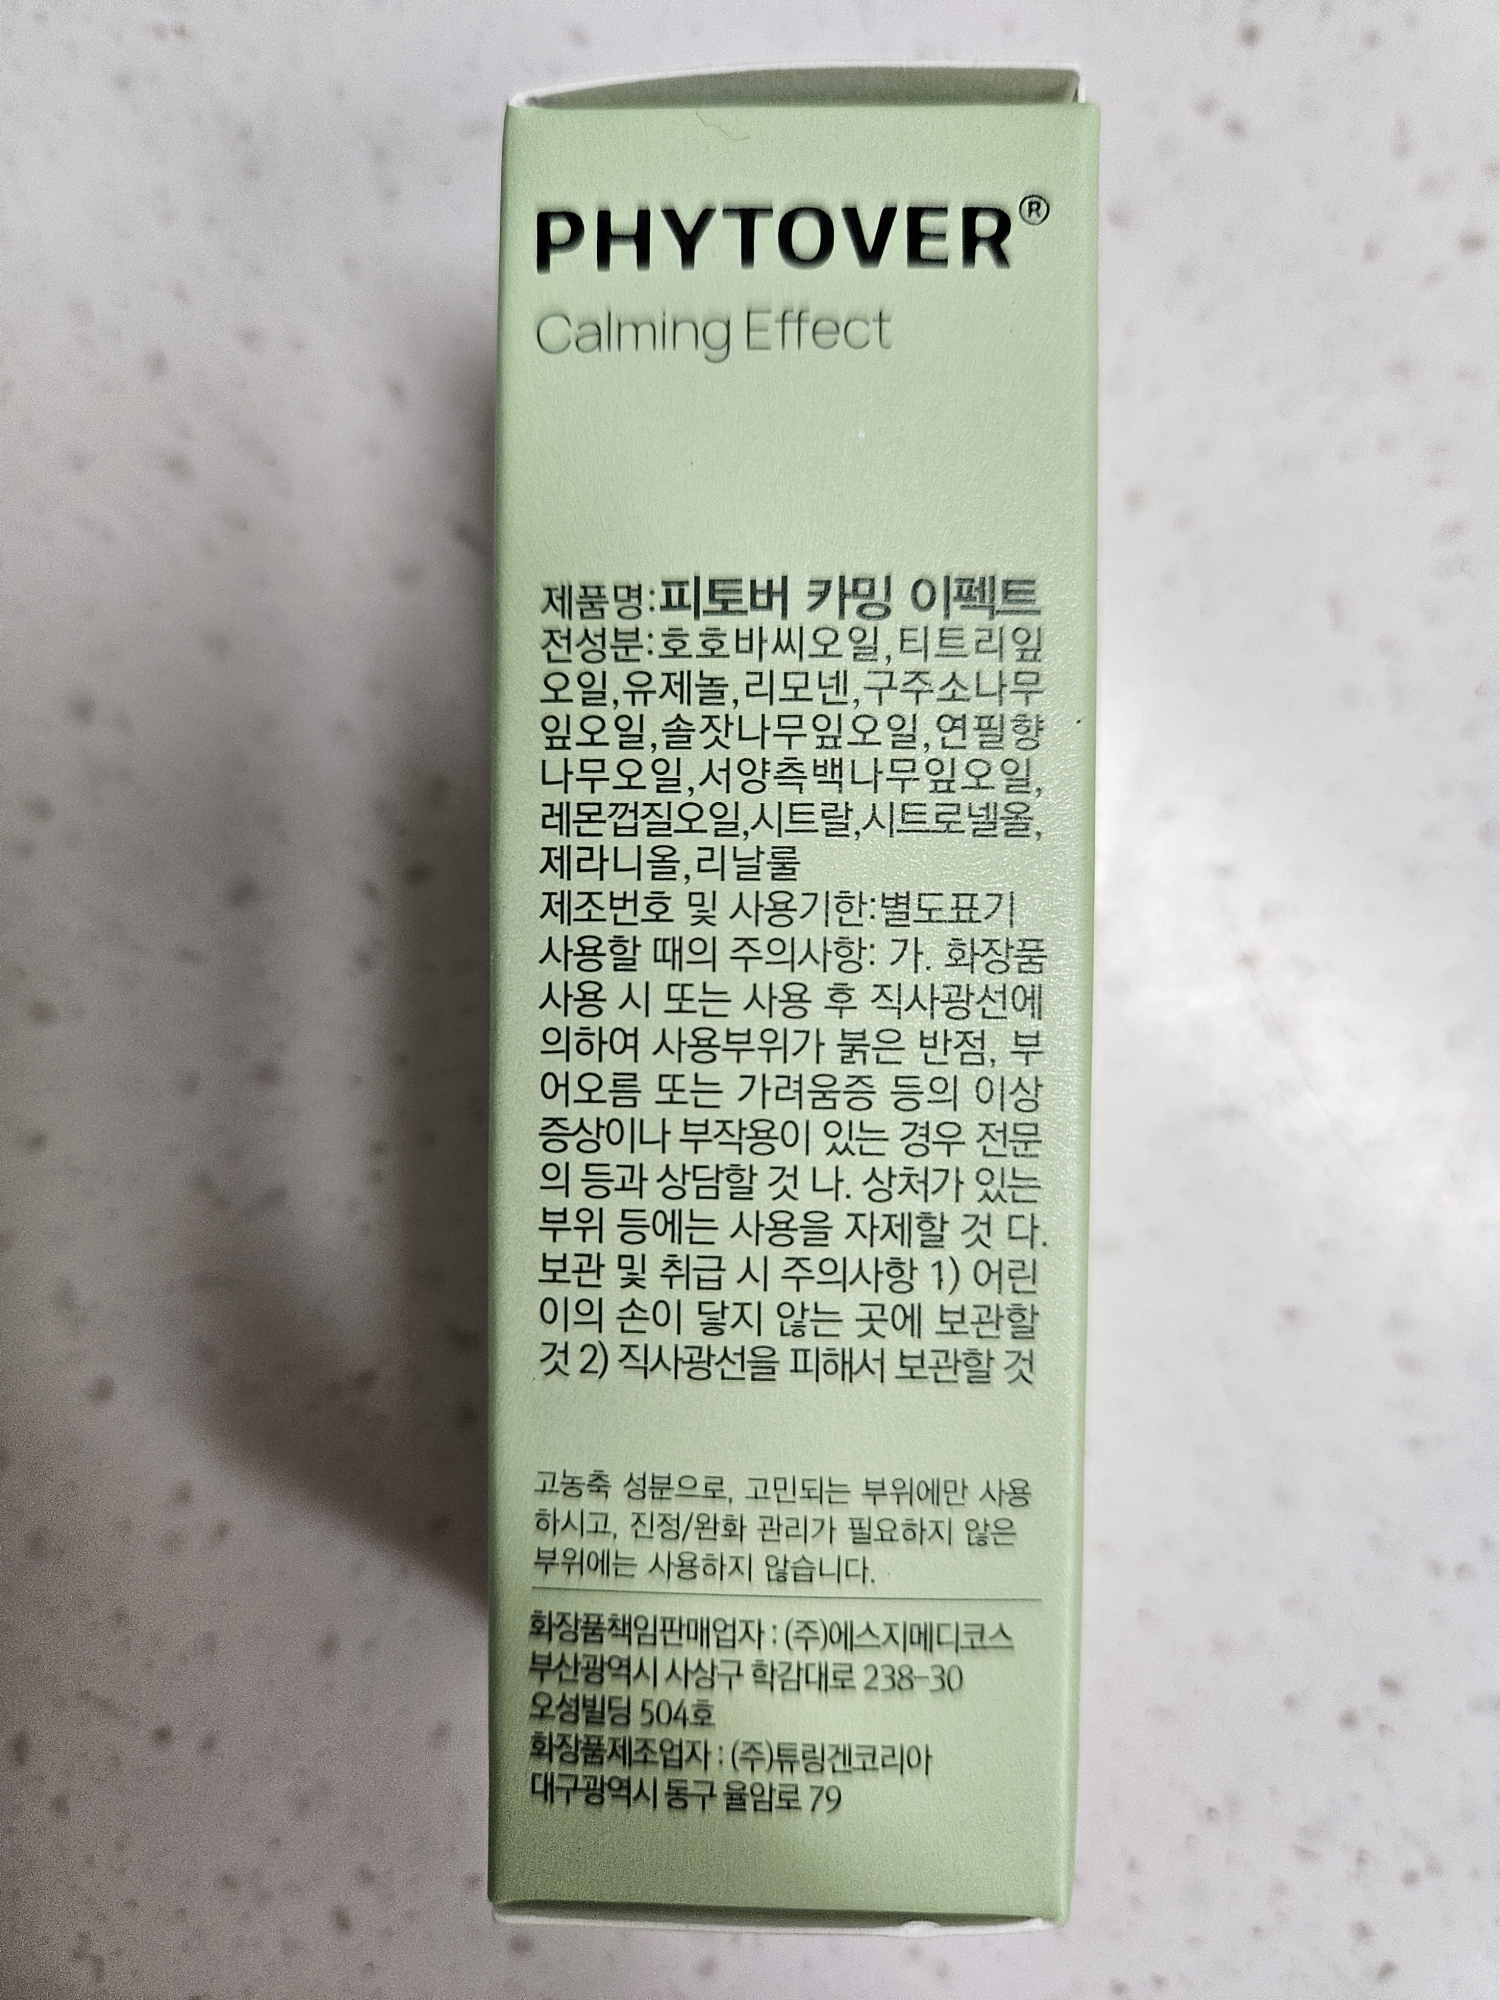 PHYTOVER®
Calming Effect
제품명:피토버 카밍 이펙트
전성분:호호바씨오일,티트리잎
오일,유제놀,리모넨,구주소나무
잎오일,솔잣나무잎오일,연필향
나무오일,서양측백나무잎오일,
레몬껍질오일,시트랄,시트로넬올,
제라니올,리날룰
제조번호 및 사용기한:별도표기
사용할 때의 주의사항: 가. 화장품
사용 시 또는 사용 후 직사광선에
의하여 사용부위가 붉은 반점, 부
어오름 또는 가려움증 등의 이상
증상이나 부작용이 있는 경우 전문
의 등과 상담할 것 나. 상처가 있는
부위 등에는 사용을 자제할 것 다.
보관 및 취급 시 주의사항 1) 어린
이의 손이 닿지 않는 곳에 보관할
것 2) 직사광선을 피해서 보관할 것
고농축 성분으로, 고민되는 부위에만 사용
하시고, 진정/완화 관리가 필요하지 않은
부위에는 사용하지 않습니다.
화장품책임판매업자 : (주)에스지메디코스
부산광역시 사상구 학감대로 238-30
오성빌딩 504호
화장품제조업자 : (주)튜링겐코리아
대구광역시 동구 율암로 79